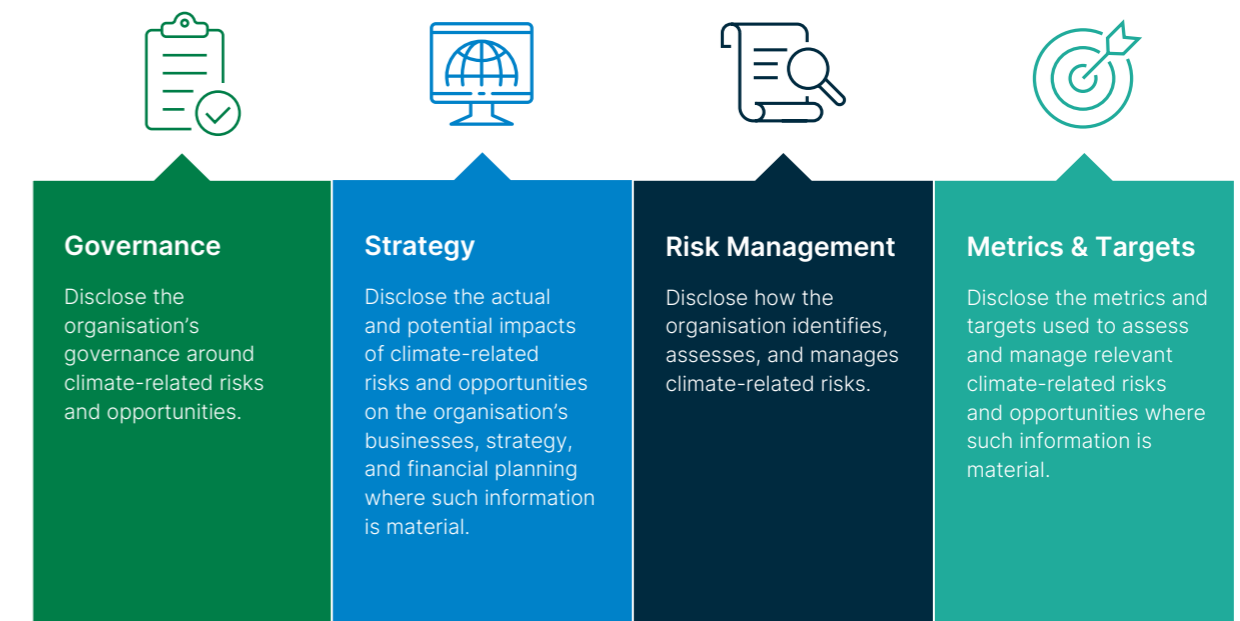 Governance
Disclose the
organisation’s
governance around
climate-related risks
and opportunities.
Strategy
Disclose the actual
and potential impacts
of climate-related
risks and opportunities
on the organisation’s
businesses, strategy,
and financial planning
where such information
is material.
Risk Management
Disclose how the
organisation identifies,
assesses, and manages
climate-related risks.
Metrics & Targets
Disclose the metrics and
targets used to assess
and manage relevant
climate-related risks
and opportunities where
such information is
material.